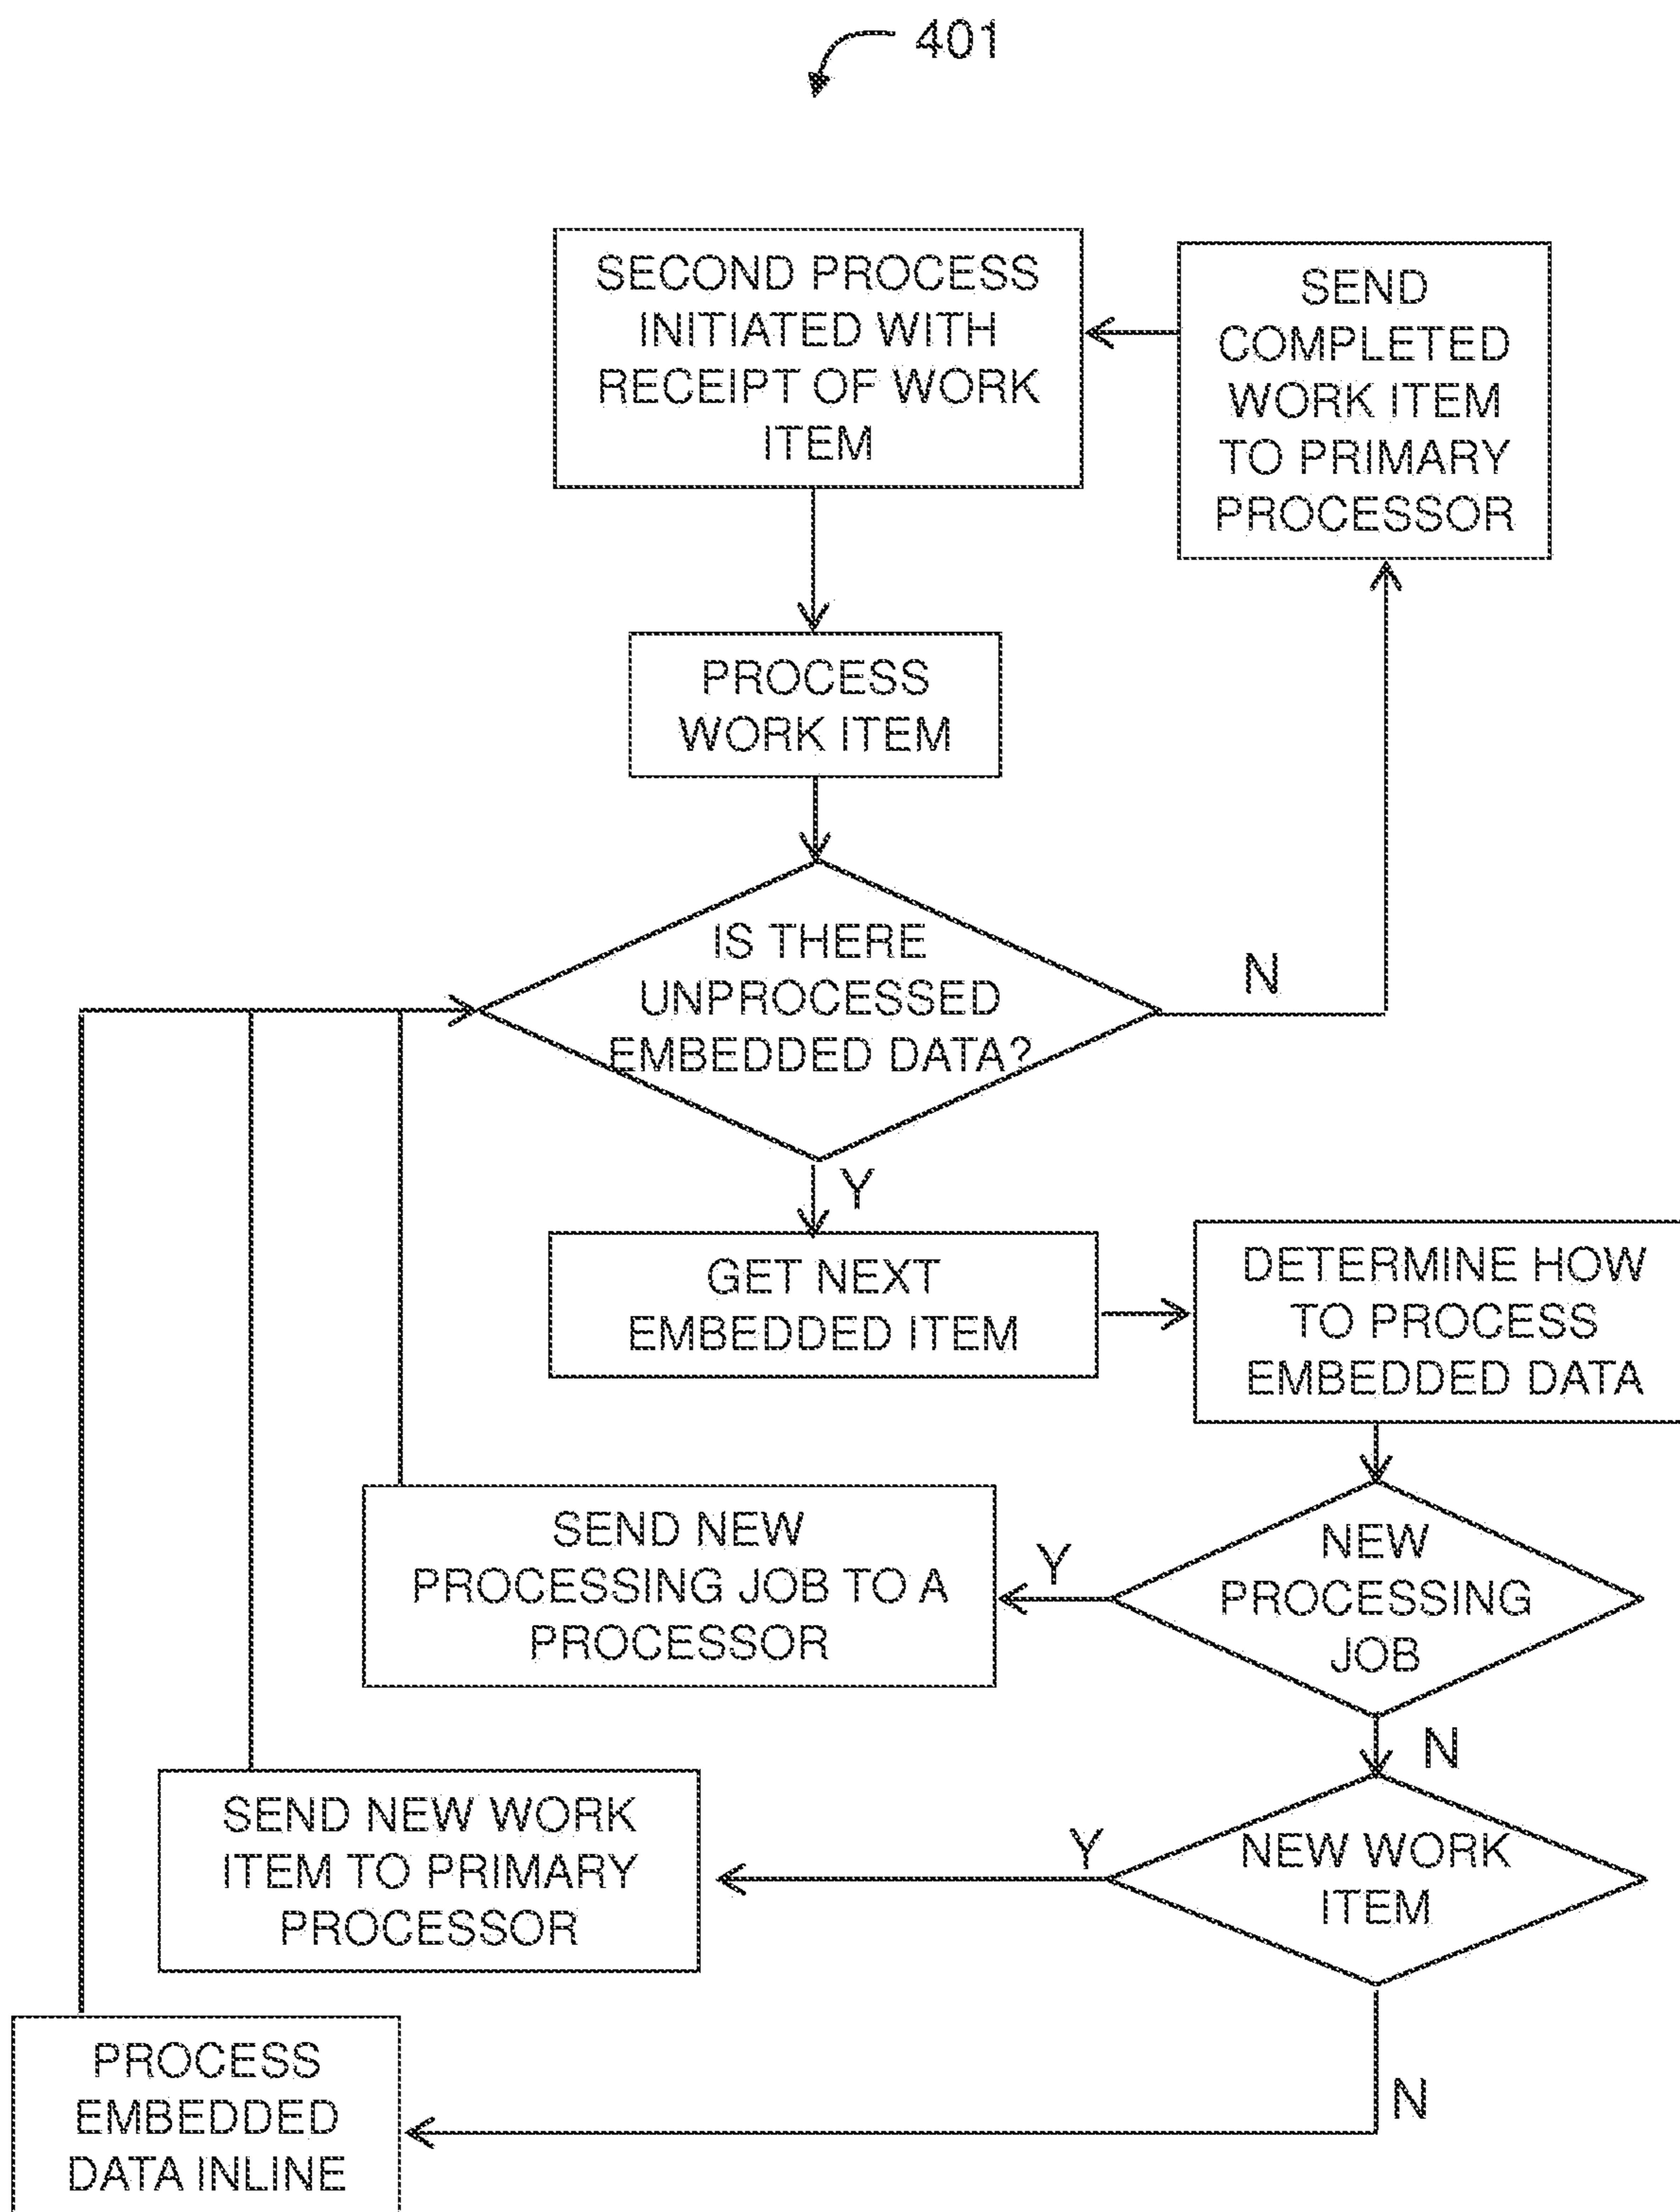 401
SECOND PROCESS
INITIATED WITH
RECEIPT OF WORK
ITEM
SEND
COMPLETED
WORK ITEM
TO PRIMARY
PROCESSOR
PROCESS
WORK ITEM
IS THERE
UNPROCESSED
EMBEDDED DATA?
N
Y
GET NEXT
EMBEDDED ITEM
DETERMINE HOW
TO PROCESS
EMBEDDED DATA
NEW
PROCESSING
JOB
Y
SEND NEW
PROCESSING JOB TO A
PROCESSOR
N
NEW WORK
ITEM
Y
SEND NEW WORK
ITEM TO PRIMARY
PROCESSOR
N
PROCESS
EMBEDDED
DATA INLINE